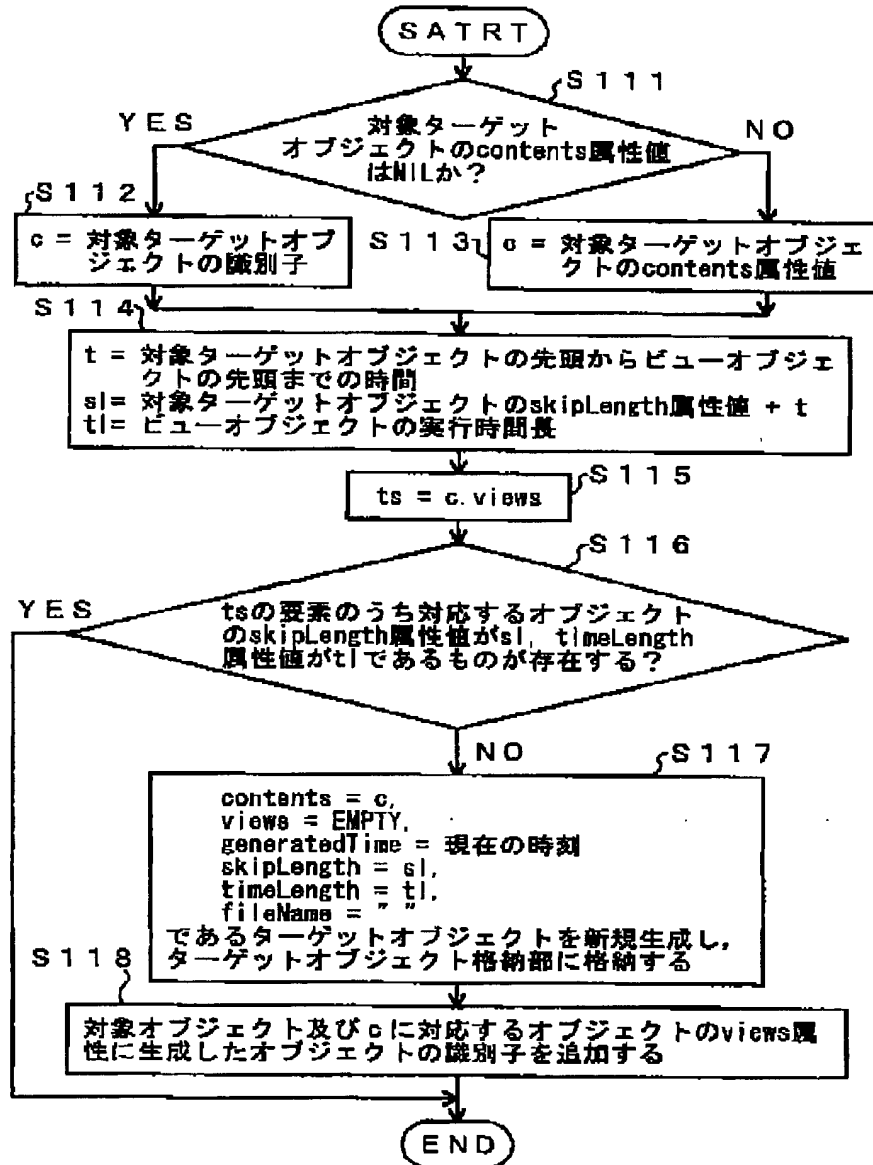 SATRT
S111
YES
対象ターゲット
オブジェクトのcontents属性値
はNILか？
NO
S112
c = 対象ターゲットオブ
ジェクトの識別子
S113
c = 対象ターゲットオブジェ
クトのcontents属性値
S114
t = 対象ターゲットオブジェクトの先頭からビューオブジェ
クトの先頭までの時間
sl= 対象ターゲットオブジェクトのskipLength属性値 + t
tl= ビューオブジェクトの実行時間長
S115
ts = c.views
S116
YES
tsの要素のうち対応するオブジェクト
のskipLength属性値がsl, timeLength
属性値がtlであるものが存在する？
NO
S117
contents = c,
views = EMPTY,
generatedTime = 現在の時刻
skipLength = sl,
timeLength = tl,
fileName = " "
であるターゲットオブジェクトを新規生成し,
ターゲットオブジェクト格納部に格納する
S118
対象オブジェクト及びcに対応するオブジェクトのviews属
性に生成したオブジェクトの識別子を追加する
END